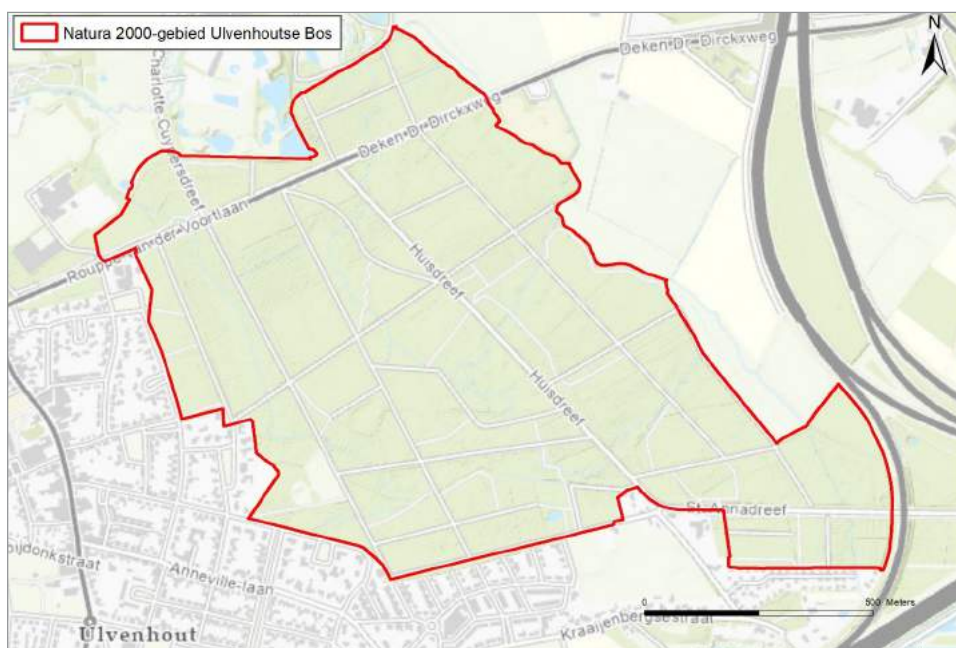 Natura 2000-gebied Ulvenhoutse Bos
N
Deken-Dr-Dirckxweg
Charlotte Cuypersdreef
Deken-Dr-Dirckxweg
Rouppe van-der-Voortlaan
Huisdreef
Huisdreef
St. Annadreef
Anneville-laan
Ulvenhout
Kraaijenbergsestraat
0 500 Meters